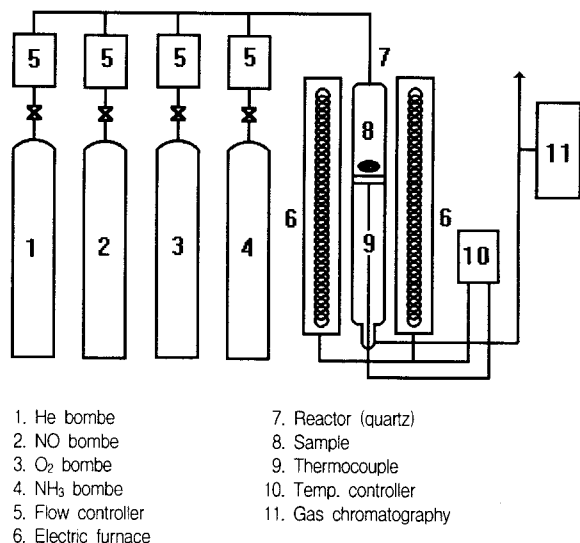 5 5 5 5 7
8
11
6 6
1 2 3 4 9 10
1. He bombe
2. NO bombe
3. O₂ bombe
4. NH₃ bombe
5. Flow controller
6. Electric furnace
7. Reactor (quartz)
8. Sample
9. Thermocouple
10. Temp. controller
11. Gas chromatography